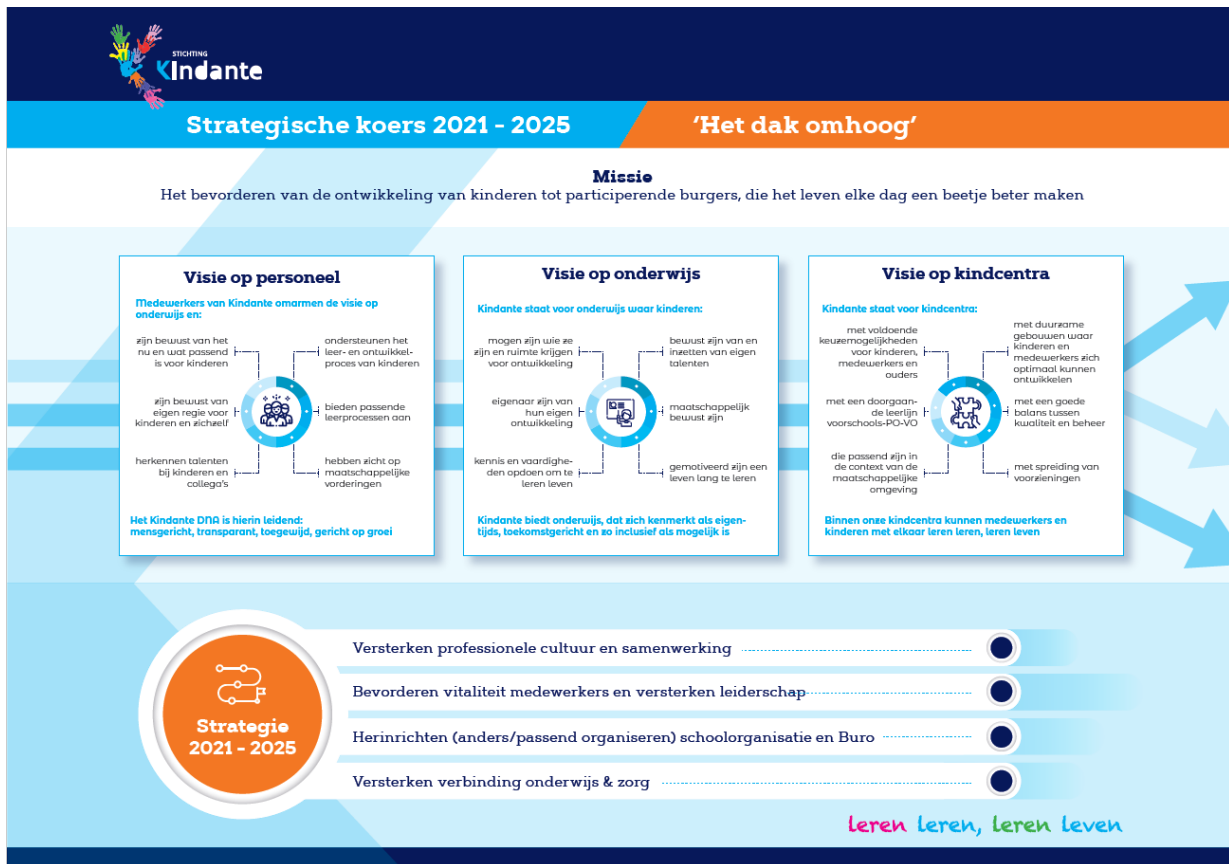 STICHTING
KIndante
Strategische koers 2021 - 2025
‘Het dak omhoog’
Missie
Het bevorderen van de ontwikkeling van kinderen tot participerende burgers, die het leven elke dag een beetje beter maken
Visie op personeel
Medewerkers van Kindante omarmen de visie op
onderwijs en:
zijn bewust van het
nu en wat passend
is voor kinderen
ondersteunen het
leer- en ontwikkel-
proces van kinderen
zijn bewust van
eigen regie voor
kinderen en zichzelf
bieden passende
leerprocessen aan
herkennen talenten
bij kinderen en
collega's
hebben zicht op
maatschappelijke
vorderingen
Het Kindante DNA is hierin leidend:
mensgericht, transparant, toegewijd, gericht op groei
Visie op onderwijs
Kindante staat voor onderwijs waar kinderen:
mogen zijn wie ze
zijn en ruimte krijgen
voor ontwikkeling
bewust zijn van en
inzetten van eigen
talenten
eigenaar zijn van
hun eigen
ontwikkeling
maatschappelijk
bewust zijn
kennis en vaardighe-
den opdoen om te
leren leven
gemotiveerd zijn een
leven lang te leren
Kindante biedt onderwijs, dat zich kenmerkt als eigen-
tijds, toekomstgericht en zo inclusief als mogelijk is
Visie op kindcentra
Kindante staat voor kindcentra:
met voldoende
keuzemogelijkheden
voor kinderen,
medewerkers en
ouders
met duurzame
gebouwen waar
kinderen en
medewerkers zich
optimaal kunnen
ontwikkelen
met een doorgaan-
de leerlijn
voorschools-PO-VO
met een goede
balans tussen
kwaliteit en beheer
die passend zijn in
de context van de
maatschappelijke
omgeving
met spreiding van
voorzieningen
Binnen onze kindcentra kunnen medewerkers en
kinderen met elkaar leren leren, leren leven
Strategie
2021 - 2025
Versterken professionele cultuur en samenwerking
Bevorderen vitaliteit medewerkers en versterken leiderschap
Herinrichten (anders/passend organiseren) schoolorganisatie en Buro
Versterken verbinding onderwijs & zorg
leren leren, leren leven